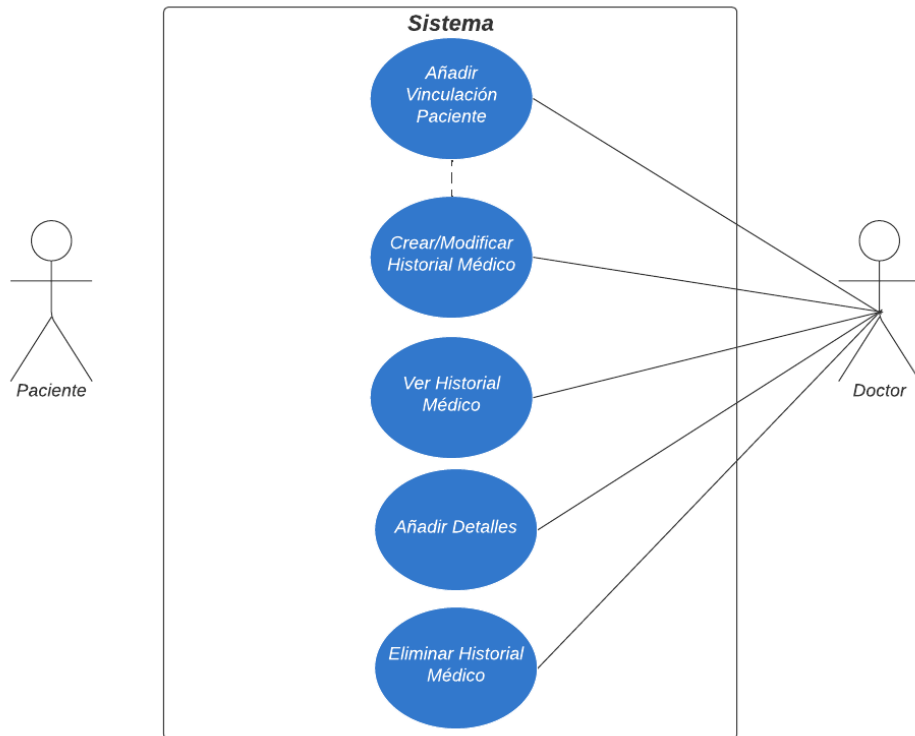 Sistema
Añadir
Vinculación
Paciente
Crear/Modificar
Historial Médico
Paciente
Ver Historial
Médico
Doctor
Añadir Detalles
Eliminar Historial
Médico